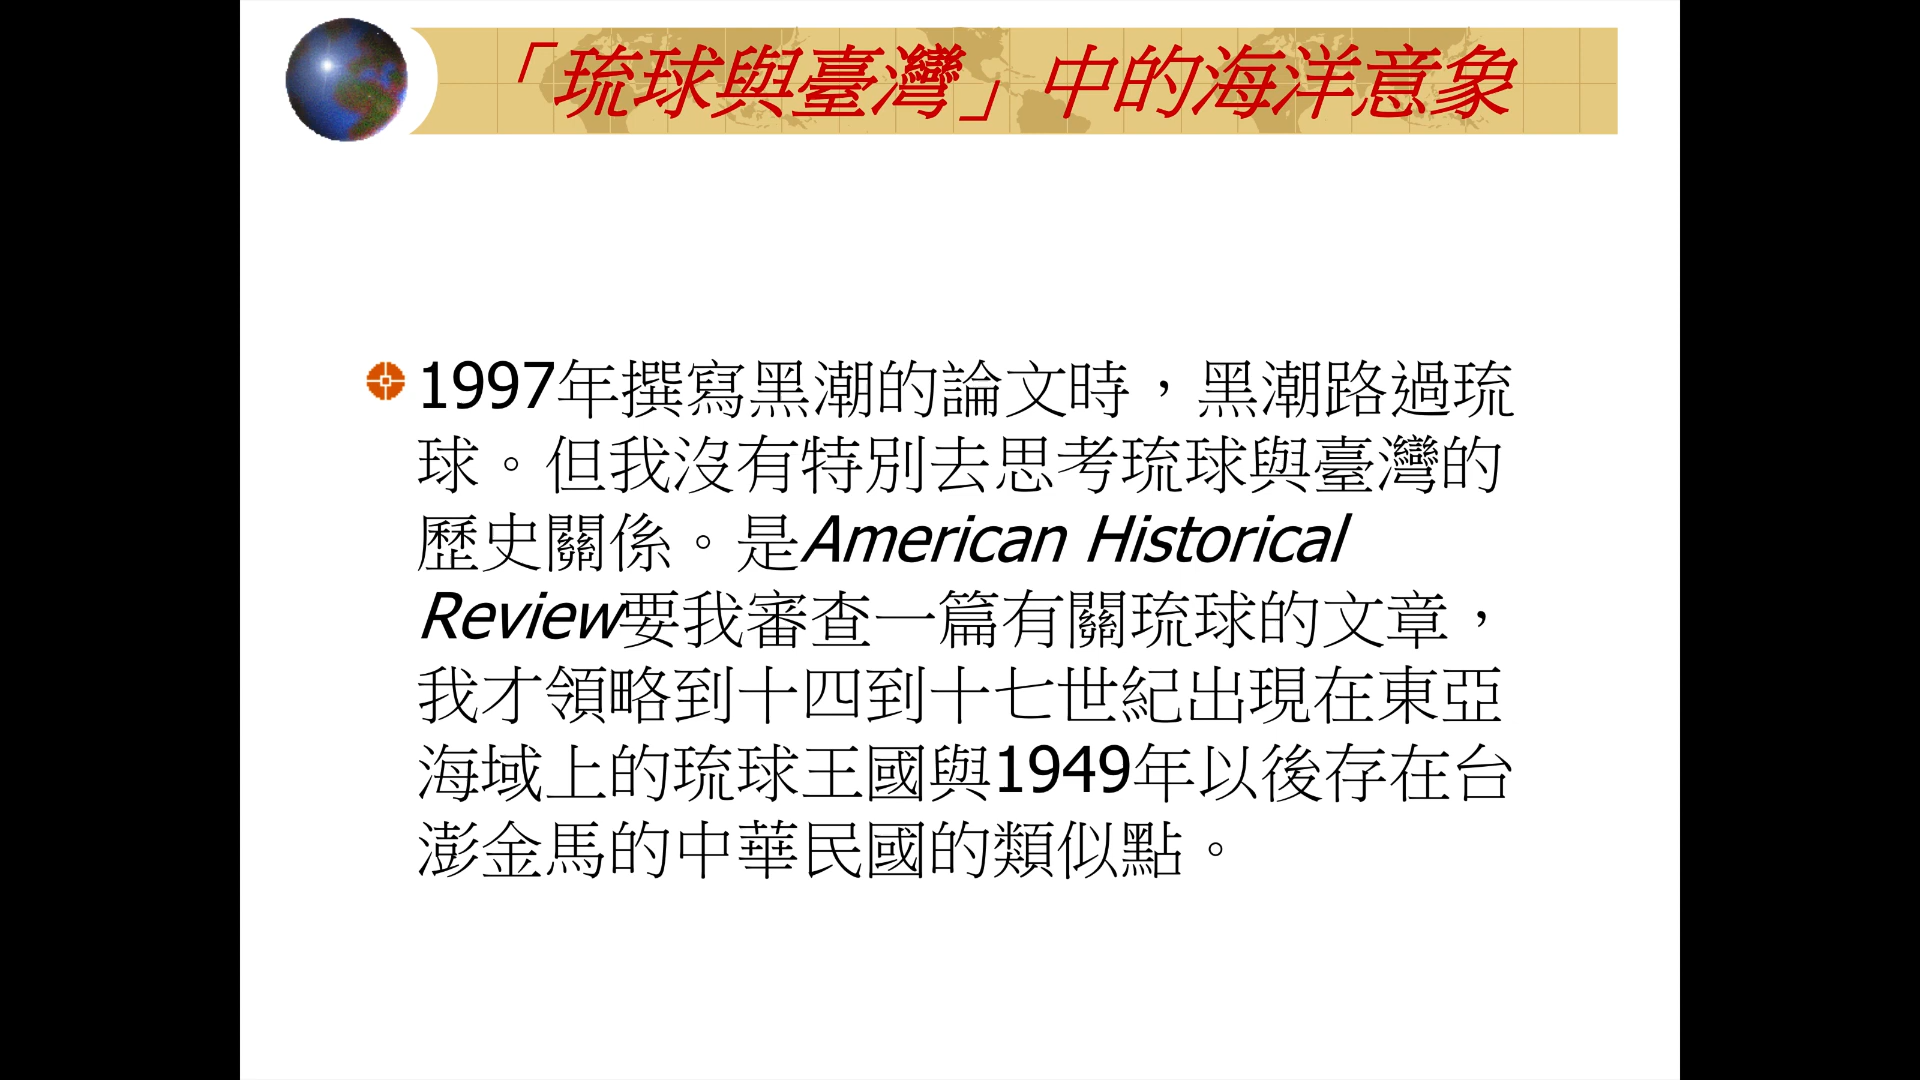 「琉球與臺灣」中的海洋意象
1997年撰寫黑潮的論文時，黑潮路過琉
球。但我沒有特別去思考琉球與臺灣的
歷史關係。是American Historical
Review要我審查一篇有關琉球的文章，
我才領略到十四到十七世紀出現在東亞
海域上的琉球王國與1949年以後存在台
澎金馬的中華民國的類似點。